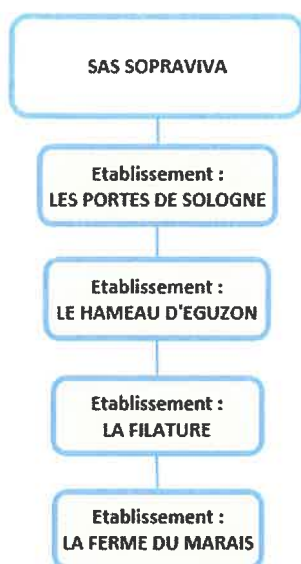 SAS SOPRAVIVA
Etablissement :
LES PORTES DE SOLOGNE
Etablissement :
LE HAMEAU D'EGUZON
Etablissement :
LA FILATURE
Etablissement :
LA FERME DU MARAIS